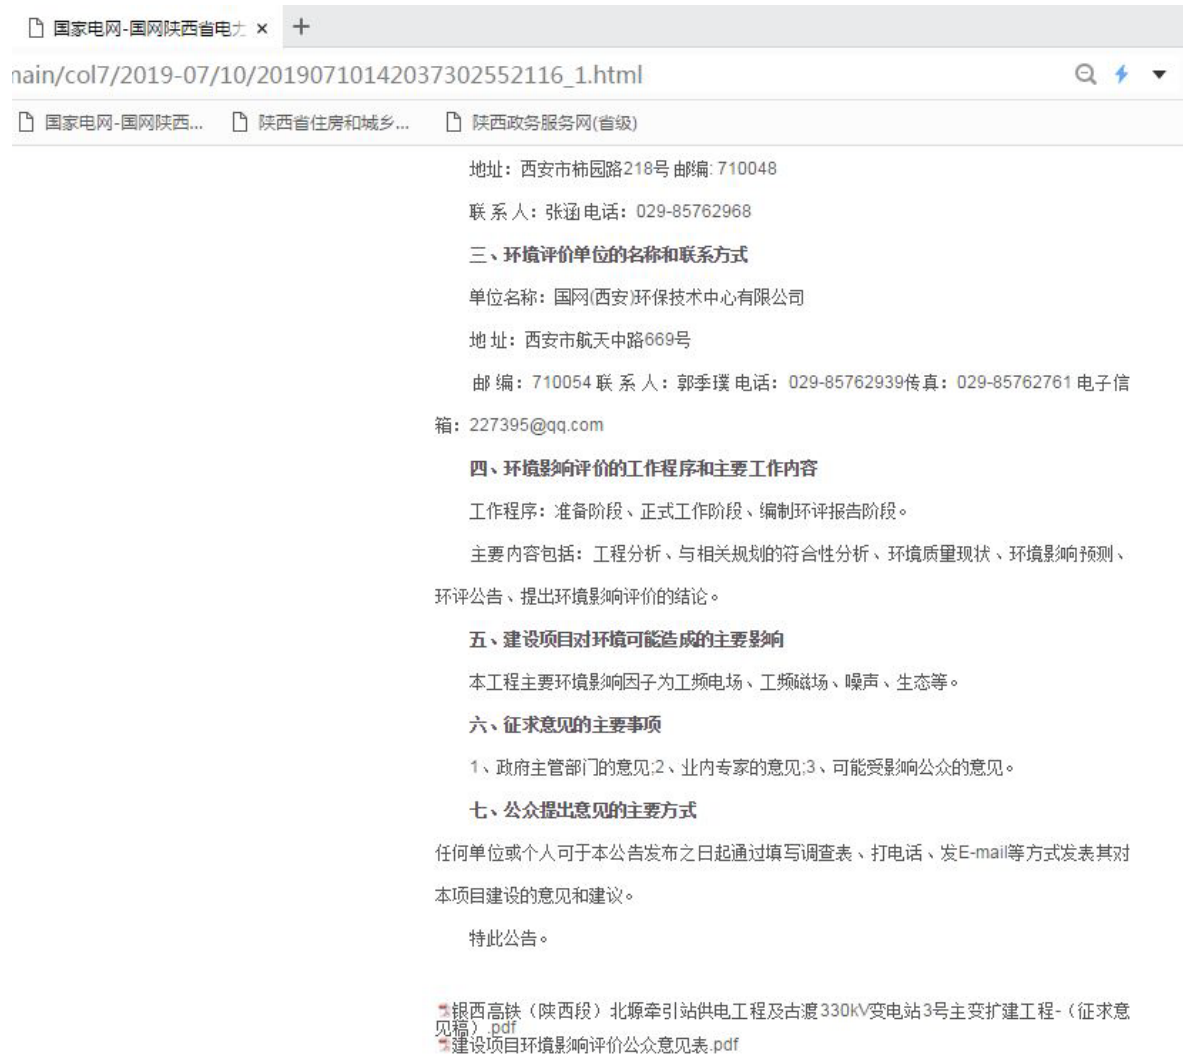 国家电网-国网陕西省电力
main/col7/2019-07/10/20190710142037302552116_1.html
国家电网-国网陕西... 陕西省住房和城乡... 陕西政务服务网(省级)
地址：西安市柿园路218号 邮编: 710048
联 系 人：张涵 电话：029-85762968
三、环境评价单位的名称和联系方式
单位名称：国网(西安)环保技术中心有限公司
地 址：西安市航天中路669号
邮 编：710054 联 系 人：郭季璞 电话：029-85762939传真：029-85762761 电子信
箱：227395@qq.com
四、环境影响评价的工作程序和主要工作内容
工作程序：准备阶段、正式工作阶段、编制环评报告阶段。
主要内容包括：工程分析、与相关规划的符合性分析、环境质量现状、环境影响预测、
环评公告、提出环境影响评价的结论。
五、建设项目对环境可能造成的主要影响
本工程主要环境影响因子为工频电场、工频磁场、噪声、生态等。
六、征求意见的主要事项
1、政府主管部门的意见;2、业内专家的意见;3、可能受影响公众的意见。
七、公众提出意见的主要方式
任何单位或个人可于本公告发布之日起通过填写调查表、打电话、发E-mail等方式发表其对
本项目建设的意见和建议。
特此公告。
银西高铁（陕西段）北塬牵引站供电工程及古渡330kV变电站3号主变扩建工程-（征求意
见稿）.pdf
建设项目环境影响评价公众意见表.pdf